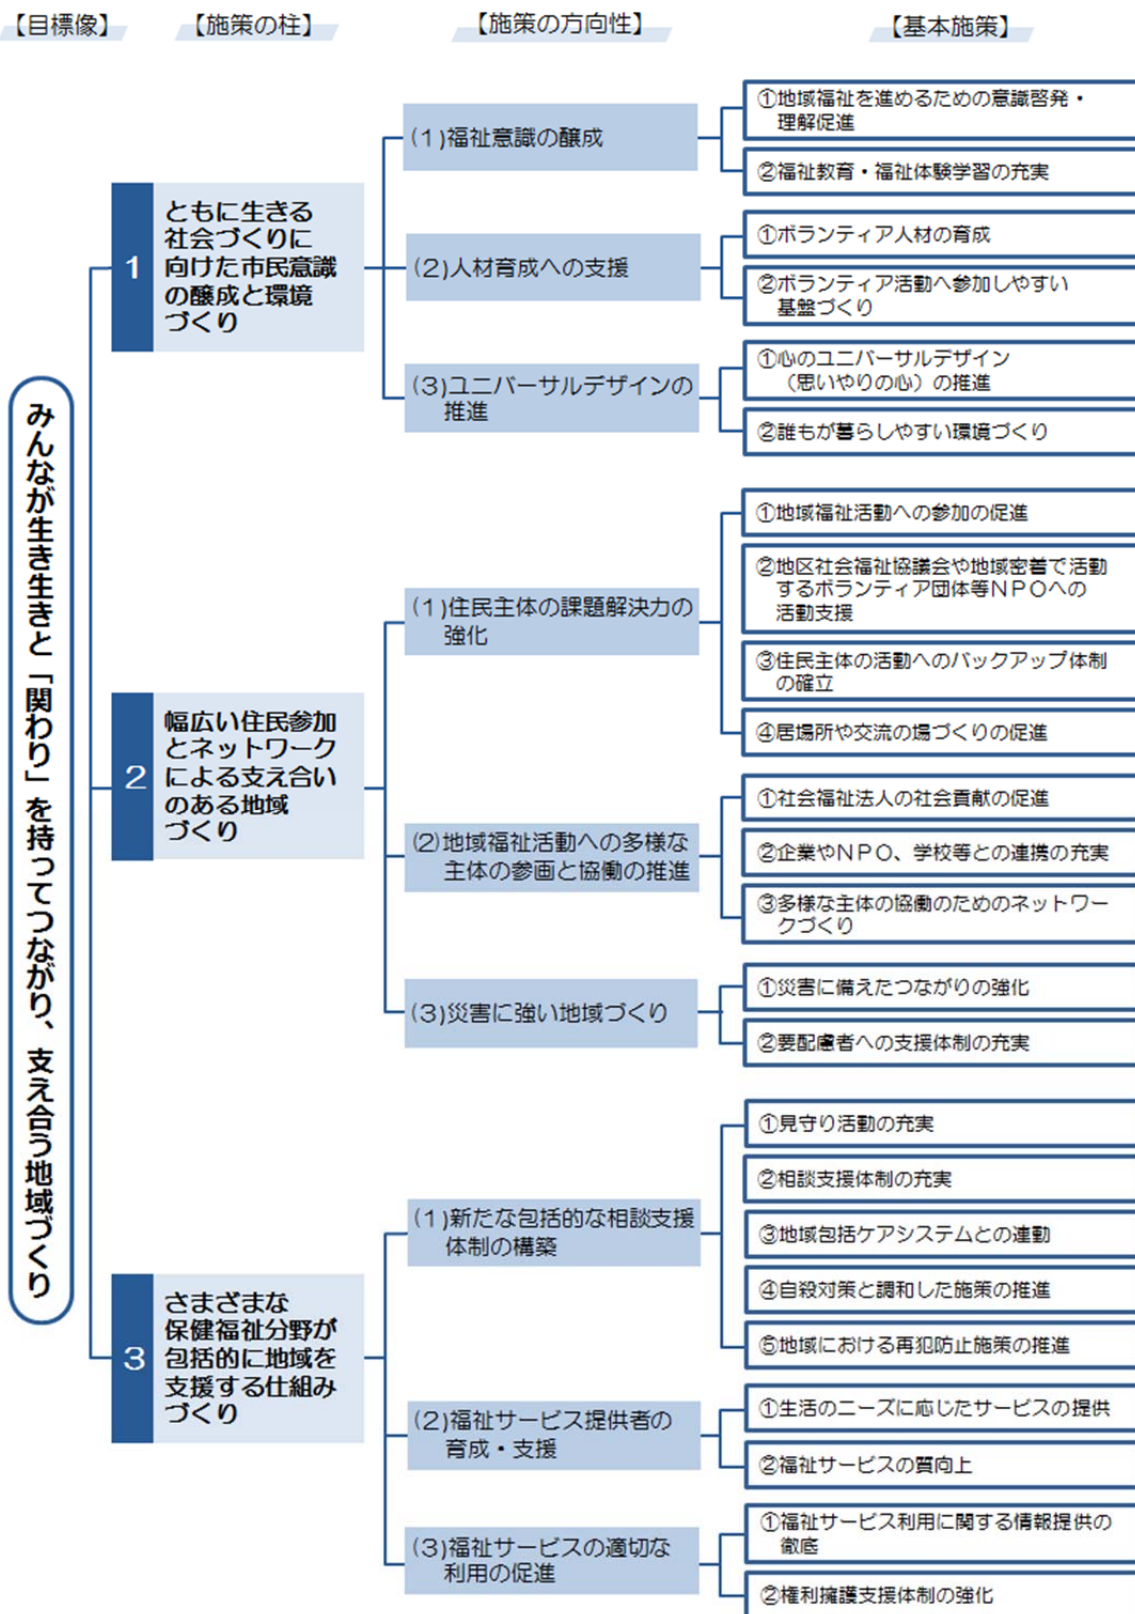 【目標像】
【施策の柱】
【施策の方向性】
【基本施策】
みんなが生き生きと「関わり」を持ってつながり、支え合う地域づくり
1
ともに生きる
社会づくりに
向けた市民意識
の醸成と環境
づくり
(1)福祉意識の醸成
①地域福祉を進めるための意識啓発・
理解促進
②福祉教育・福祉体験学習の充実
(2)人材育成への支援
①ボランティア人材の育成
②ボランティア活動へ参加しやすい
基盤づくり
(3)ユニバーサルデザインの
推進
①心のユニバーサルデザイン
(思いやりの心)の推進
②誰もが暮らしやすい環境づくり
2
幅広い住民参加
とネットワーク
による支え合い
のある地域
づくり
(1)住民主体の課題解決力の
強化
①地域福祉活動への参加の促進
②地区社会福祉協議会や地域密着で活動
するボランティア団体等NPOへの
活動支援
③住民主体の活動へのバックアップ体制
の確立
④居場所や交流の場づくりの促進
(2)地域福祉活動への多様な
主体の参画と協働の推進
①社会福祉法人の社会貢献の促進
②企業やNPO、学校等との連携の充実
③多様な主体の協働のためのネットワー
クづくり
(3)災害に強い地域づくり
①災害に備えたつながりの強化
②要配慮者への支援体制の充実
3
さまざまな
保健福祉分野が
包括的に地域を
支援する仕組み
づくり
(1)新たな包括的な相談支援
体制の構築
①見守り活動の充実
②相談支援体制の充実
③地域包括ケアシステムとの連動
④自殺対策と調和した施策の推進
⑤地域における再犯防止施策の推進
(2)福祉サービス提供者の
育成・支援
①生活のニーズに応じたサービスの提供
②福祉サービスの質向上
(3)福祉サービスの適切な
利用の促進
①福祉サービス利用に関する情報提供の
徹底
②権利擁護支援体制の強化